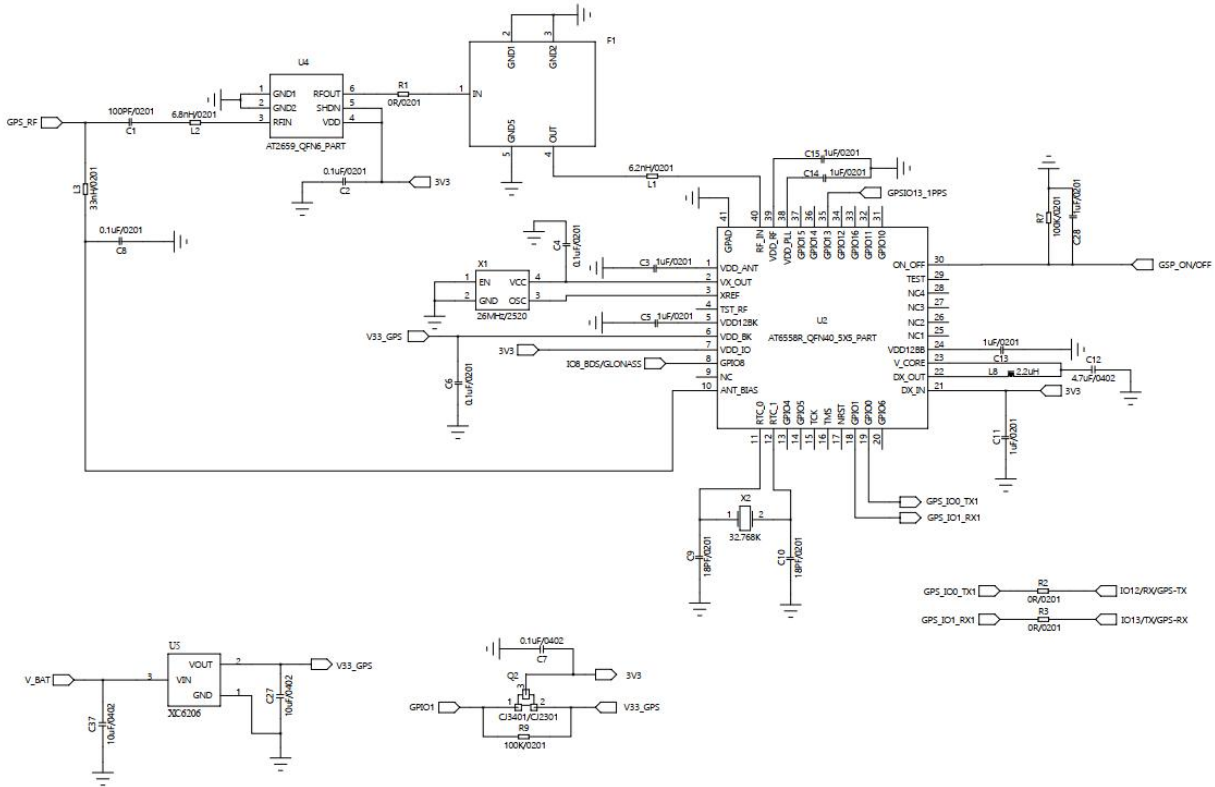 2
3
GND1
GND2
F1
U4
1
GND1
RFOUT
6
R1
0R/0201
1
IN
100PF/0201
6.8nH/0201
2
GND2
SHDN
5
GPS_RF
C1
L2
3
RFIN
VDD
4
GND5
OUT
AT2659_QFN6_PART
5
4
C15
1uF/0201
C14
1uF/0201
L3
33nH/0201
0.1uF/0201
C2
3V3
6.2nH/0201
L1
GPSIO13_1PPS
R7
100K/0201
C28
1uF/0201
0.1uF/0201
C8
41
40
39
38
37
36
35
34
33
32
31
GPAD
RF_IN
VDD_RF
VDD_PLL
GPIO15
GPIO14
GPIO13
GPIO12
GPIO16
GPIO11
GPIO10
C4
0.1uF/0201
X1
1
EN
VCC
4
2
GND
OSC
3
26MHz/2520
C3
1uF/0201
1
VDD_ANT
2
VX_OUT
3
XREF
4
TST_RF
C5
1uF/0201
5
VDD12BK
V33_GPS
6
VDD_BK
3V3
7
VDD_IO
IO8_BDS/GLONASS
8
GPIO8
9
NC
10
ANT_BIAS
C6
0.1uF/0201
U2
AT6558R_QFN40_5X5_PART
ON_OFF
30
GSP_ON/OFF
TEST
29
NC4
28
NC3
27
NC2
26
NC1
25
VDD12BB
24
1uF/0201
C13
V_CORE
23
C12
4.7uF/0402
DX_OUT
22
L8
2.2uH
DX_IN
21
3V3
C11
1uF/0201
RTC_0
RTC_1
GPIO4
GPIO5
TCK
TMS
NRST
GPIO1
GPIO0
GPIO6
11
12
13
14
15
16
17
18
19
20
X2
1
2
32.768K
C9
18PF/0201
C10
18PF/0201
GPS_IO0_TX1
GPS_IO1_RX1
GPS_IO0_TX1
R2
0R/0201
IO12/RX/GPS-TX
GPS_IO1_RX1
R3
0R/0201
IO13/TX/GPS-RX
U5
V_BAT
3
VIN
VOUT
2
V33_GPS
GND
1
XC6206
C37
10uF/0402
C27
10uF/0402
0.1uF/0402
C7
Q2
3
3V3
GPIO1
1
2
V33_GPS
CJ3401/CJ2301
R9
100K/0201